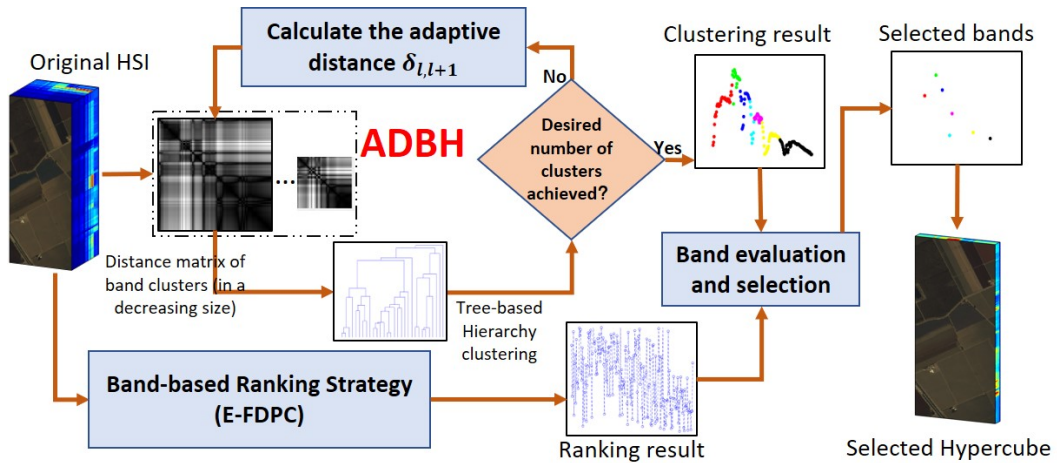 Original HSI
Calculate the adaptive
distance δ_{l,l+1}
No
ADBH
Desired
number of
clusters
achieved?
Yes
Clustering result
Selected bands
...
Distance matrix of
band clusters (in a
decreasing size)
Tree-based
Hierarchy
clustering
Band evaluation
and selection
Band-based Ranking Strategy
(E-FDPC)
Ranking result
Selected Hypercube